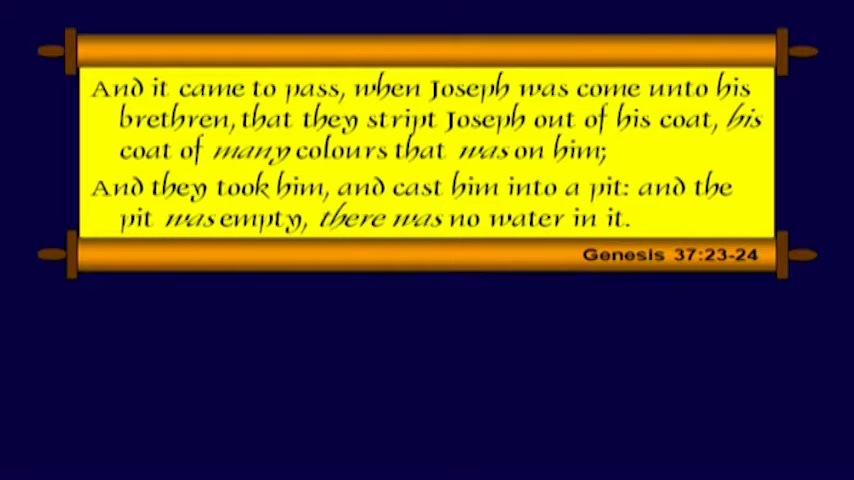 And it came to pass, when Joseph was come unto his
brethren, that they stript Joseph out of his coat, his
coat of many colours that was on him;
And they took him, and cast him into a pit: and the
pit was empty, there was no water in it.
Genesis 37:23-24